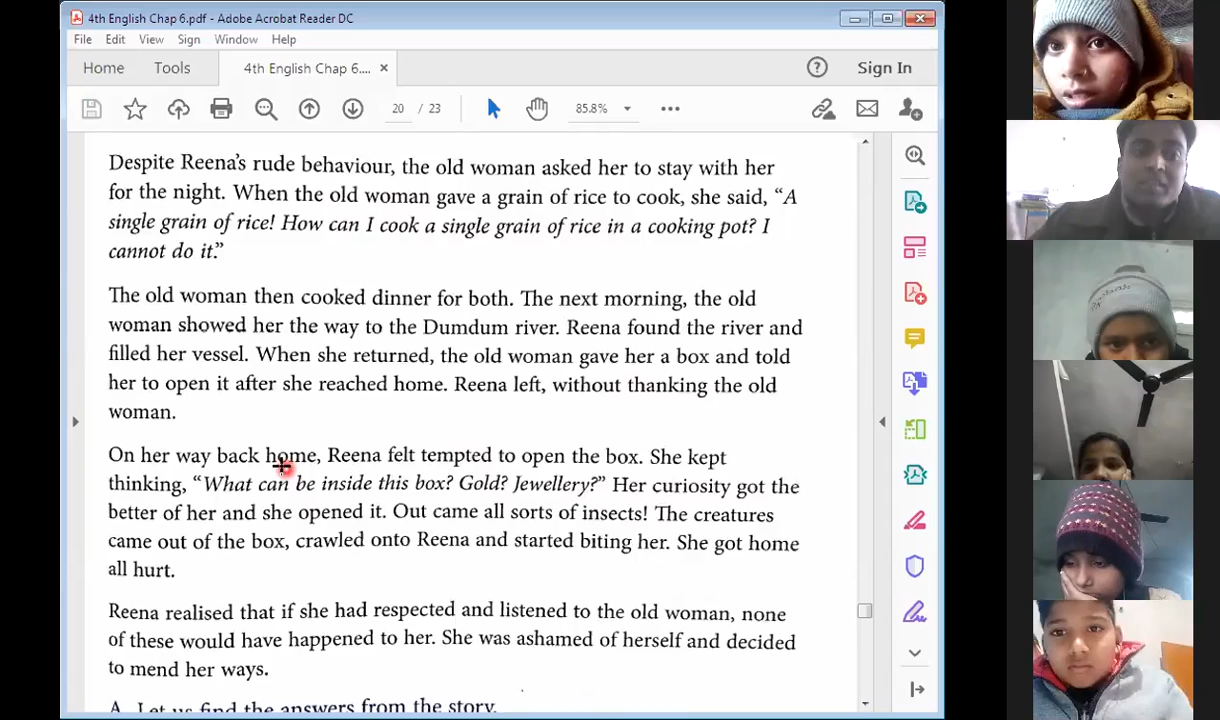 4th English Chap 6.pdf - Adobe Acrobat Reader DC
File Edit View Sign Window Help
Home Tools 4th English Chap 6.... × Sign In
20 / 23 85.8%
Despite Reena's rude behaviour, the old woman asked her to stay with her
for the night. When the old woman gave a grain of rice to cook, she said, “A
single grain of rice! How can I cook a single grain of rice in a cooking pot? I
cannot do it.”
The old woman then cooked dinner for both. The next morning, the old
woman showed her the way to the Dumdum river. Reena found the river and
filled her vessel. When she returned, the old woman gave her a box and told
her to open it after she reached home. Reena left, without thanking the old
woman.
On her way back home, Reena felt tempted to open the box. She kept
thinking, “What can be inside this box? Gold? Jewellery?” Her curiosity got the
better of her and she opened it. Out came all sorts of insects! The creatures
came out of the box, crawled onto Reena and started biting her. She got home
all hurt.
Reena realised that if she had respected and listened to the old woman, none
of these would have happened to her. She was ashamed of herself and decided
to mend her ways.
A. Let us find the answers from the story.